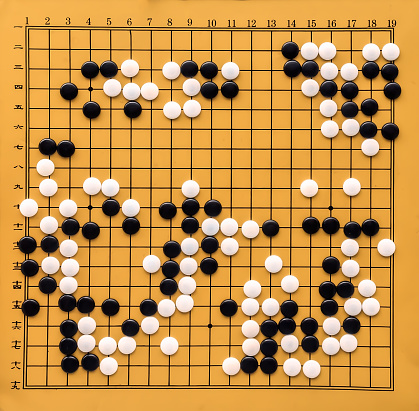 1 2 3 4 5 6 7 8 9 10 11 12 13 14 15 16 17 18 19
一
二
三
四
五
六
七
八
九
十
十一
十二
十三
十四
十五
十六
十七
十八
十九